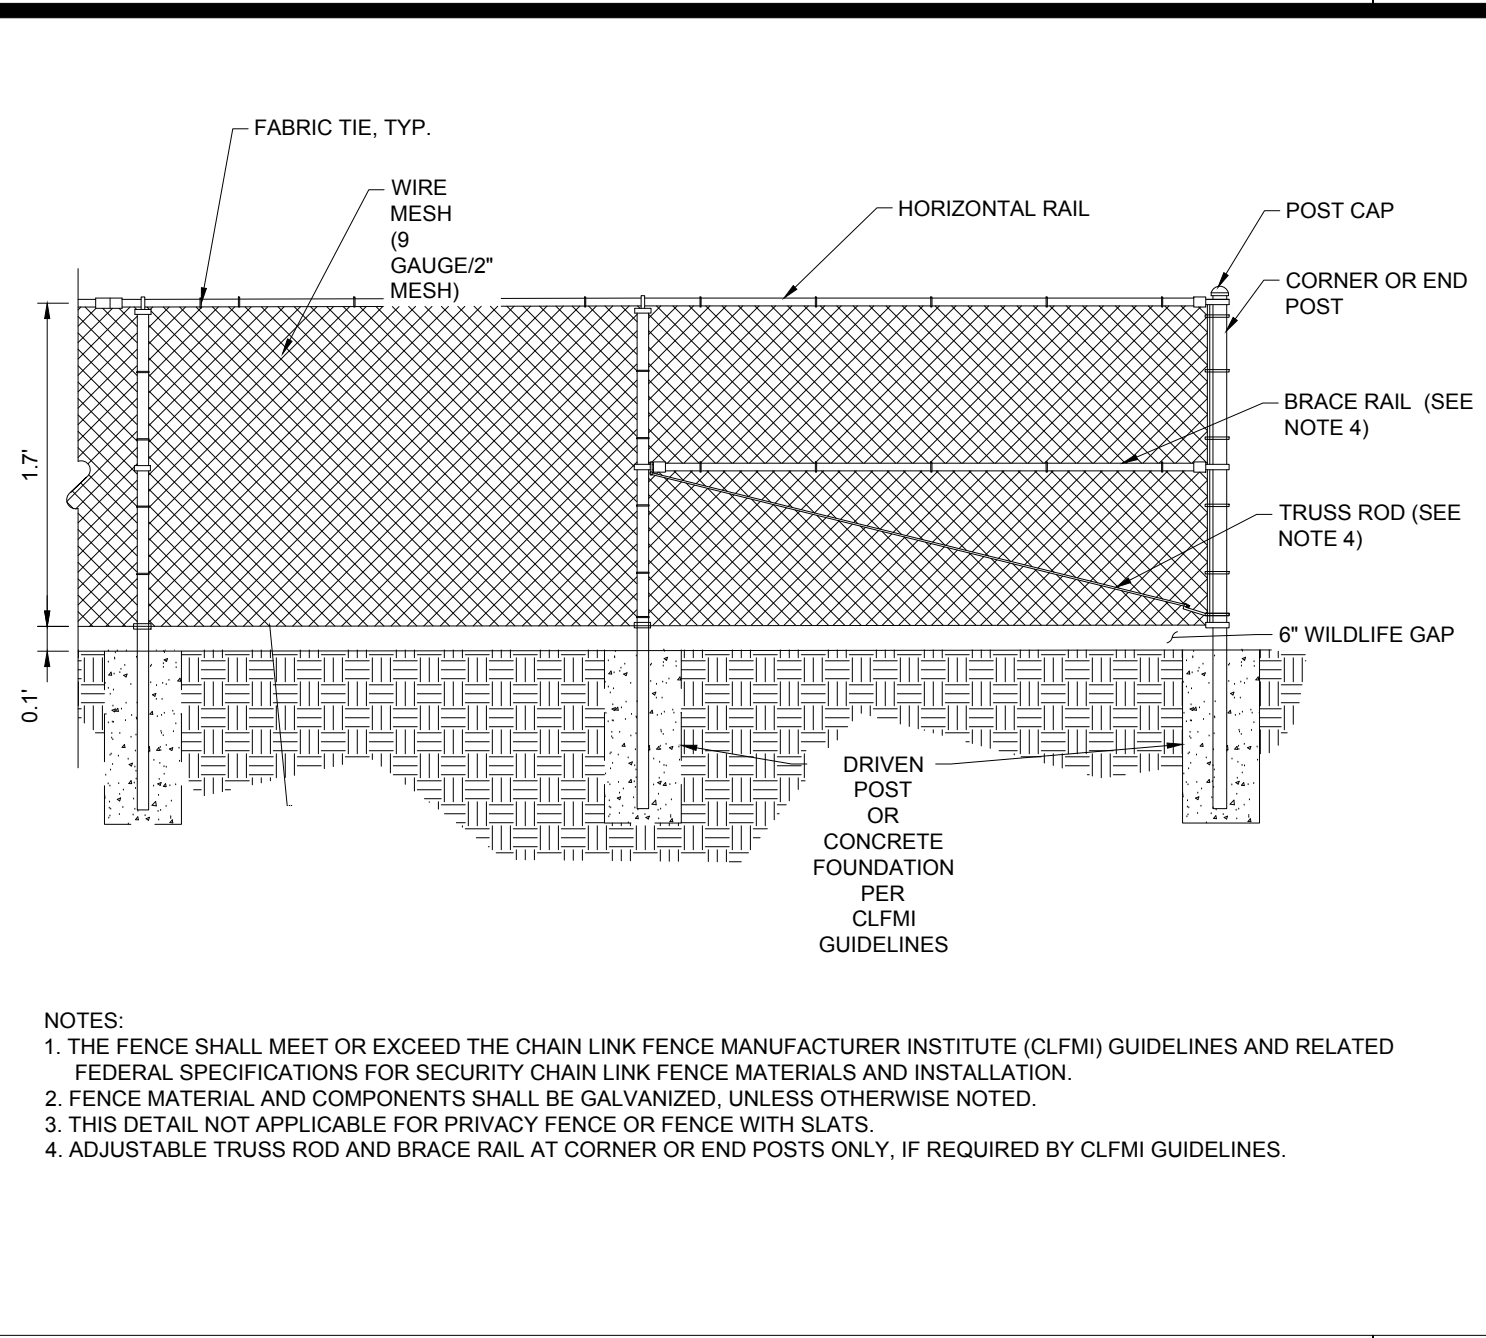 FABRIC TIE, TYP.
WIRE
MESH
(9
GAUGE/2"
MESH)
HORIZONTAL RAIL
POST CAP
CORNER OR END
POST
BRACE RAIL (SEE
NOTE 4)
TRUSS ROD (SEE
NOTE 4)
6" WILDLIFE GAP
1.7'
0.1'
DRIVEN
POST
OR
CONCRETE
FOUNDATION
PER
CLFMI
GUIDELINES
NOTES:
1. THE FENCE SHALL MEET OR EXCEED THE CHAIN LINK FENCE MANUFACTURER INSTITUTE (CLFMI) GUIDELINES AND RELATED
FEDERAL SPECIFICATIONS FOR SECURITY CHAIN LINK FENCE MATERIALS AND INSTALLATION.
2. FENCE MATERIAL AND COMPONENTS SHALL BE GALVANIZED, UNLESS OTHERWISE NOTED.
3. THIS DETAIL NOT APPLICABLE FOR PRIVACY FENCE OR FENCE WITH SLATS.
4. ADJUSTABLE TRUSS ROD AND BRACE RAIL AT CORNER OR END POSTS ONLY, IF REQUIRED BY CLFMI GUIDELINES.